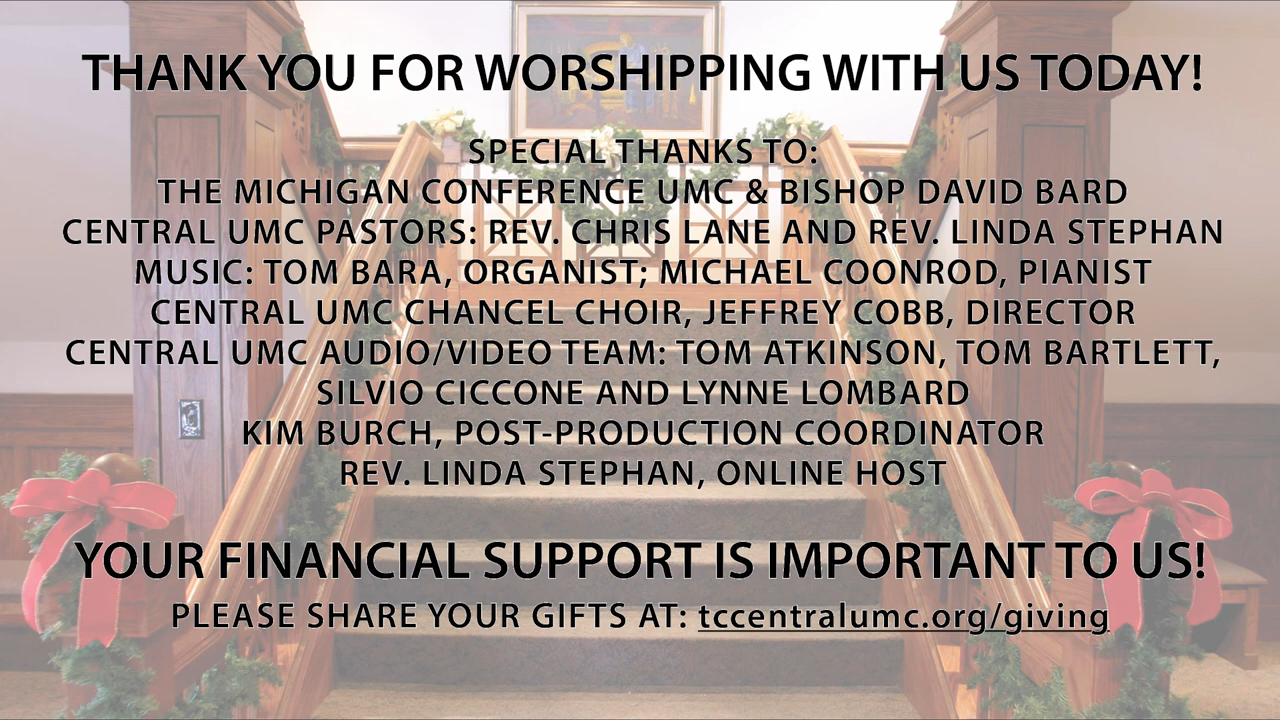 THANK YOU FOR WORSHIPPING WITH US TODAY!
SPECIAL THANKS TO:
THE MICHIGAN CONFERENCE UMC & BISHOP DAVID BARD
CENTRAL UMC PASTORS: REV. CHRIS LANE AND REV. LINDA STEPHAN
MUSIC: TOM BARA, ORGANIST; MICHAEL COONROD, PIANIST
CENTRAL UMC CHANCEL CHOIR, JEFFREY COBB, DIRECTOR
CENTRAL UMC AUDIO/VIDEO TEAM: TOM ATKINSON, TOM BARTLETT,
SILVIO CICCONE AND LYNNE LOMBARD
KIM BURCH, POST-PRODUCTION COORDINATOR
REV. LINDA STEPHAN, ONLINE HOST
YOUR FINANCIAL SUPPORT IS IMPORTANT TO US!
PLEASE SHARE YOUR GIFTS AT: tccentralumc.org/giving